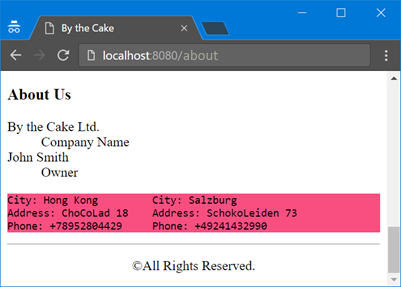 By the Cake
localhost:8080/about
About Us
By the Cake Ltd.
Company Name
John Smith
Owner
City: Hong Kong City: Salzburg
Address: ChoCoLad 18 Address: SchokoLeiden 73
Phone: +78952804429 Phone: +49241432990
©All Rights Reserved.